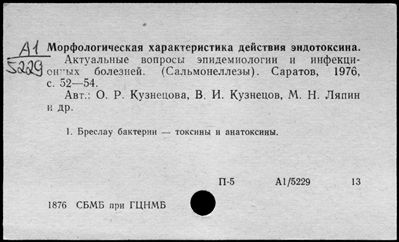 А1
5229
Морфологическая характеристика действия эндотоксина.
Актуальные вопросы эпидемиологии и инфекци-
онных болезней. (Сальмонеллезы). Саратов, 1976,
с. 52—54.
Авт.: О. Р. Кузнецова, В. И. Кузнецов, М. Н. Ляпин
и др.
1. Бреслау бактерии — токсины и анатоксины.
П-5 А1/5229 13
1876 СБМБ при ГЦНМБ